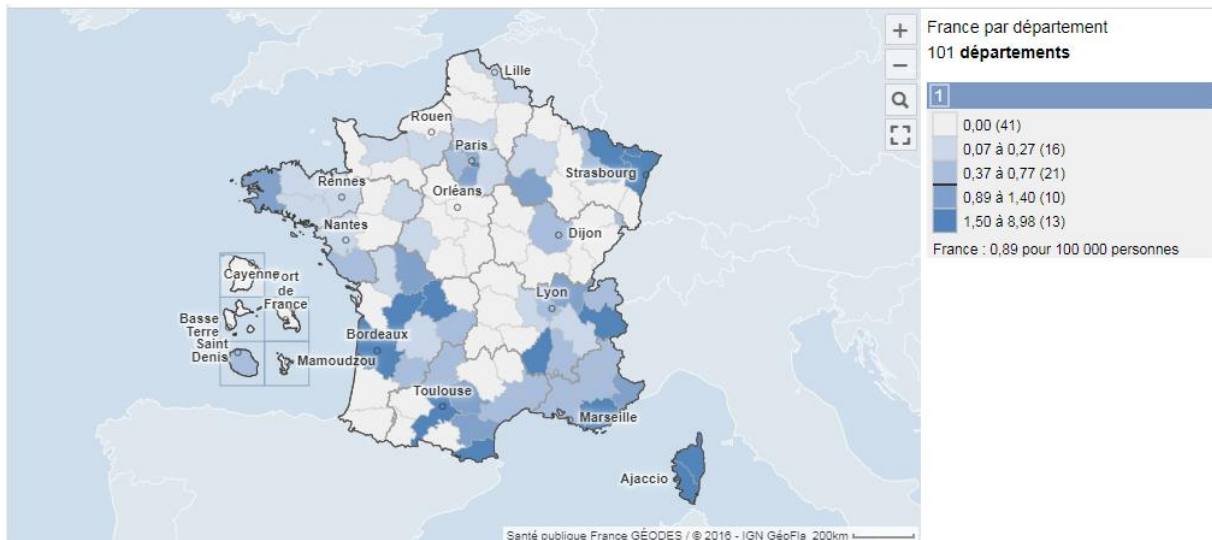 Lille
Rouen
Paris
Strasbourg
Rennes
Orléans
Nantes
Dijon
Cayenne
ort
de
France
Lyon
Basse
Terre
Saint
Denis
Bordeaux
Mamoudzou
Toulouse
Marseille
Ajaccio
Santé publique France GÉODES / © 2016 - IGN GéoFla 200km
+
−
France par département
101 départements
1
0,00 (41)
0,07 à 0,27 (16)
0,37 à 0,77 (21)
0,89 à 1,40 (10)
1,50 à 8,98 (13)
France : 0,89 pour 100 000 personnes